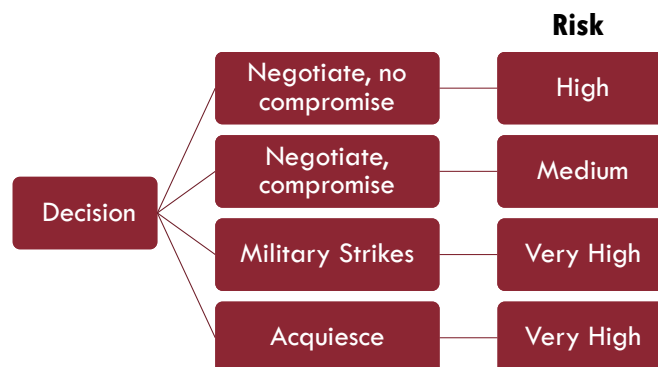 Risk
Negotiate, no
compromise
High
Negotiate,
compromise
Medium
Decision
Military Strikes
Very High
Acquiesce
Very High